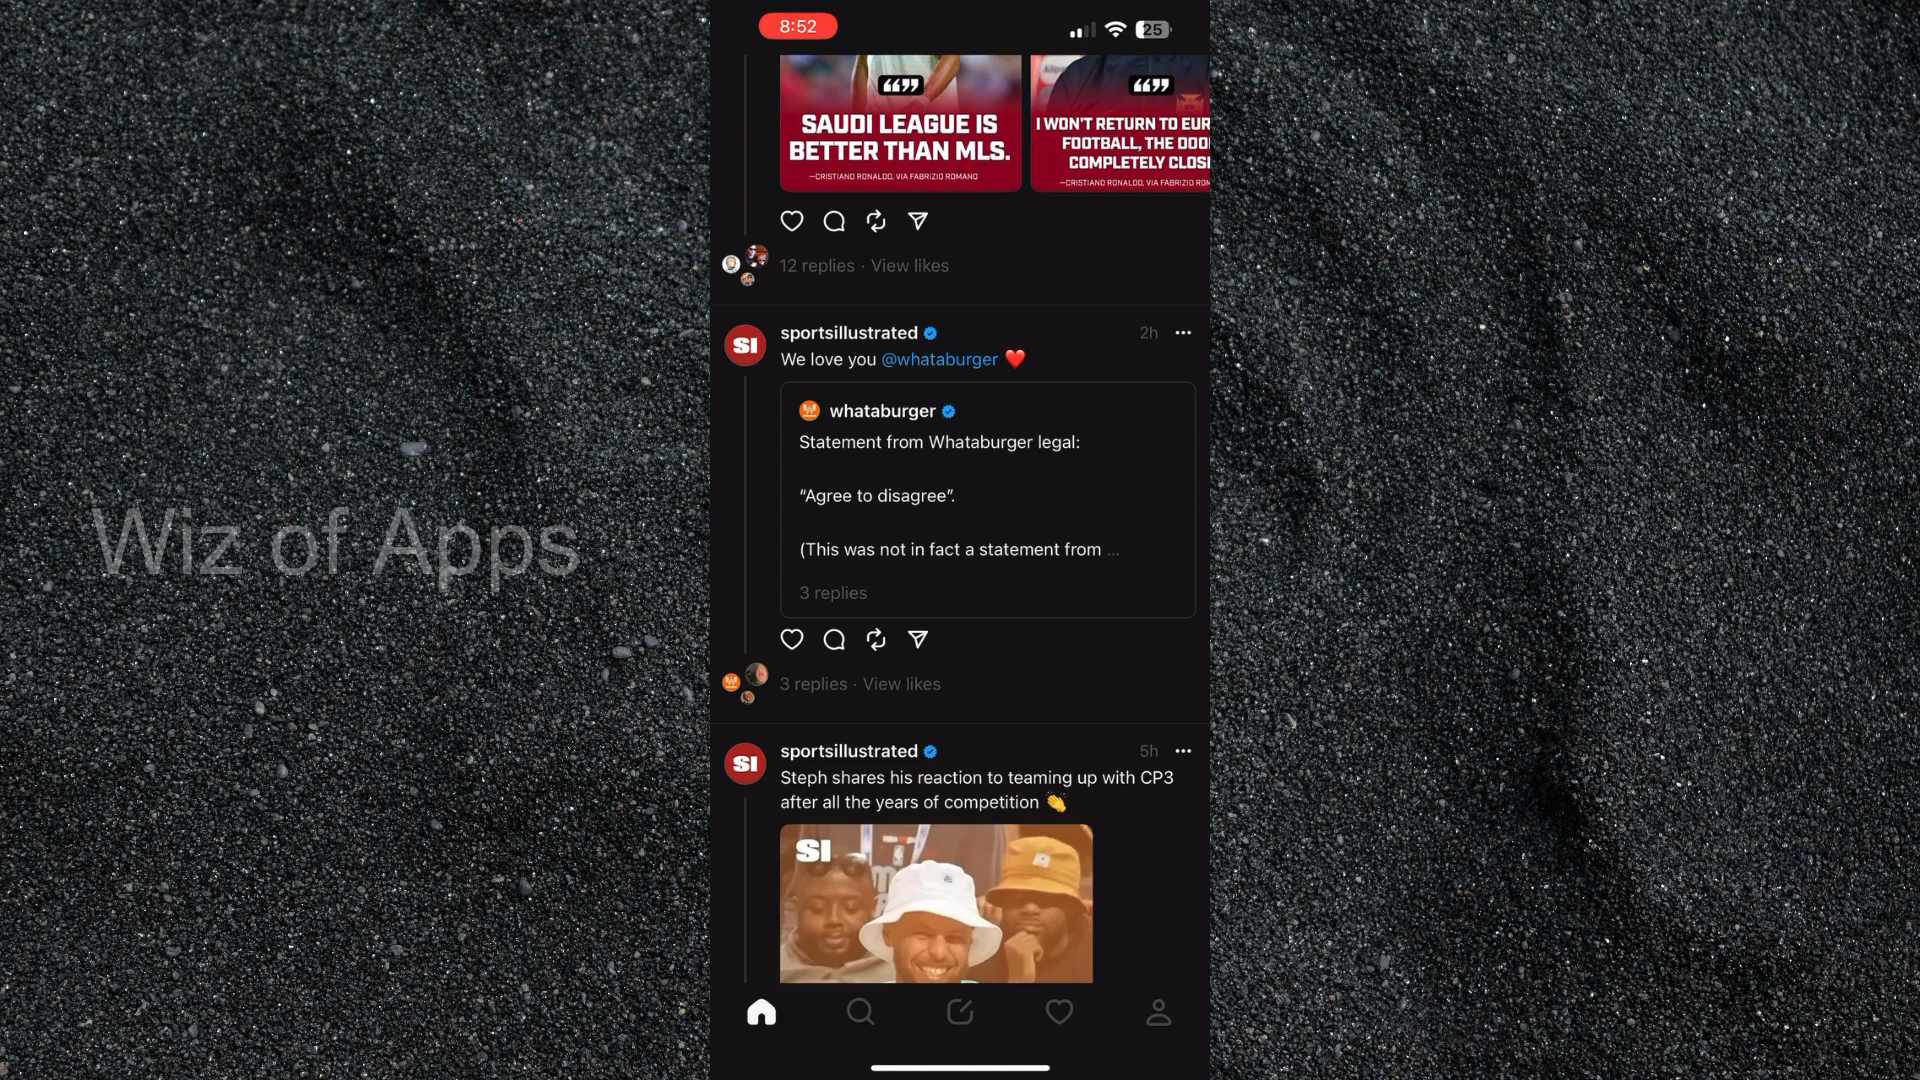 8:52
25
SAUDI LEAGUE IS
BETTER THAN MLS.
—CRISTIANO RONALDO, VIA FABRIZIO ROMANO
I WON'T RETURN TO EUR
FOOTBALL, THE DOO
COMPLETELY CLOS
—CRISTIANO RONALDO, VIA FABRIZIO ROM
12 replies · View likes
SI
sportsillustrated
2h
We love you @whataburger ❤️
whataburger
Statement from Whataburger legal:
“Agree to disagree”.
(This was not in fact a statement from ...
3 replies
3 replies · View likes
SI
sportsillustrated
5h
Steph shares his reaction to teaming up with CP3
after all the years of competition 👏
SI
Wiz of Apps